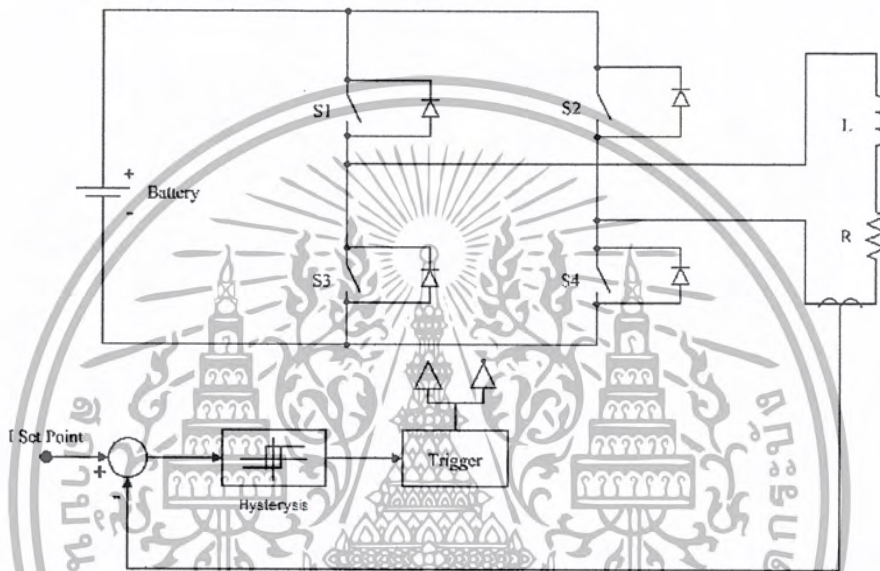 S1
S2
L
+
Battery
-
R
S3
S4
I Set Point
+
-
Trigger
Hysterysis